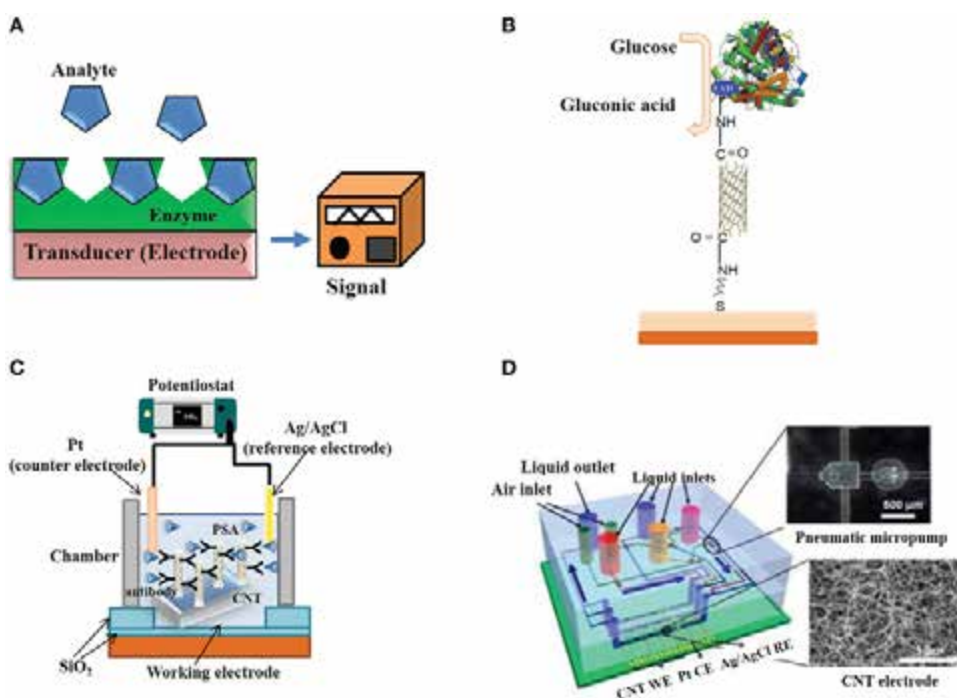 A
Analyte
Enzyme
Transducer (Electrode)
Signal
B
Glucose
Gluconic acid
NH
C=O
O=C
NH
S
C
Potentiostat
Pt
(counter electrode)
Ag/AgCl
(reference electrode)
PSA
Chamber
antibody
CNT
SiO2
Working electrode
D
Liquid outlet
Air inlet
Liquid inlets
500 µm
Pneumatic micropump
CNT WE
Pt CE
Ag/AgCl RE
CNT electrode